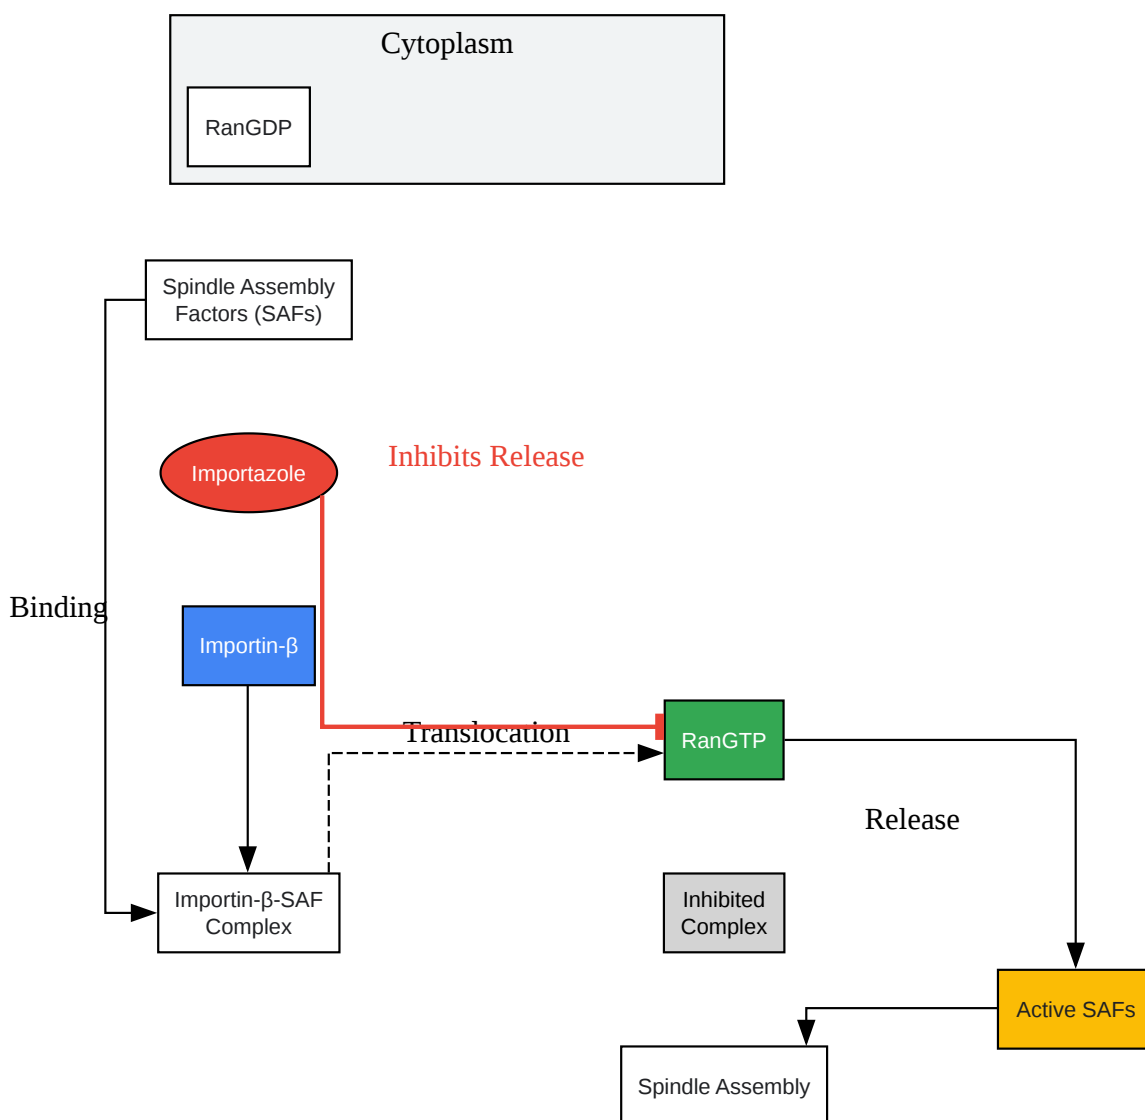 Cytoplasm
RanGDP
Spindle Assembly
Factors (SAFs)
Importazole
Inhibits Release
Binding
Importin-β
Translocation
RanGTP
Release
Importin-β-SAF
Complex
Inhibited
Complex
Active SAFs
Spindle Assembly